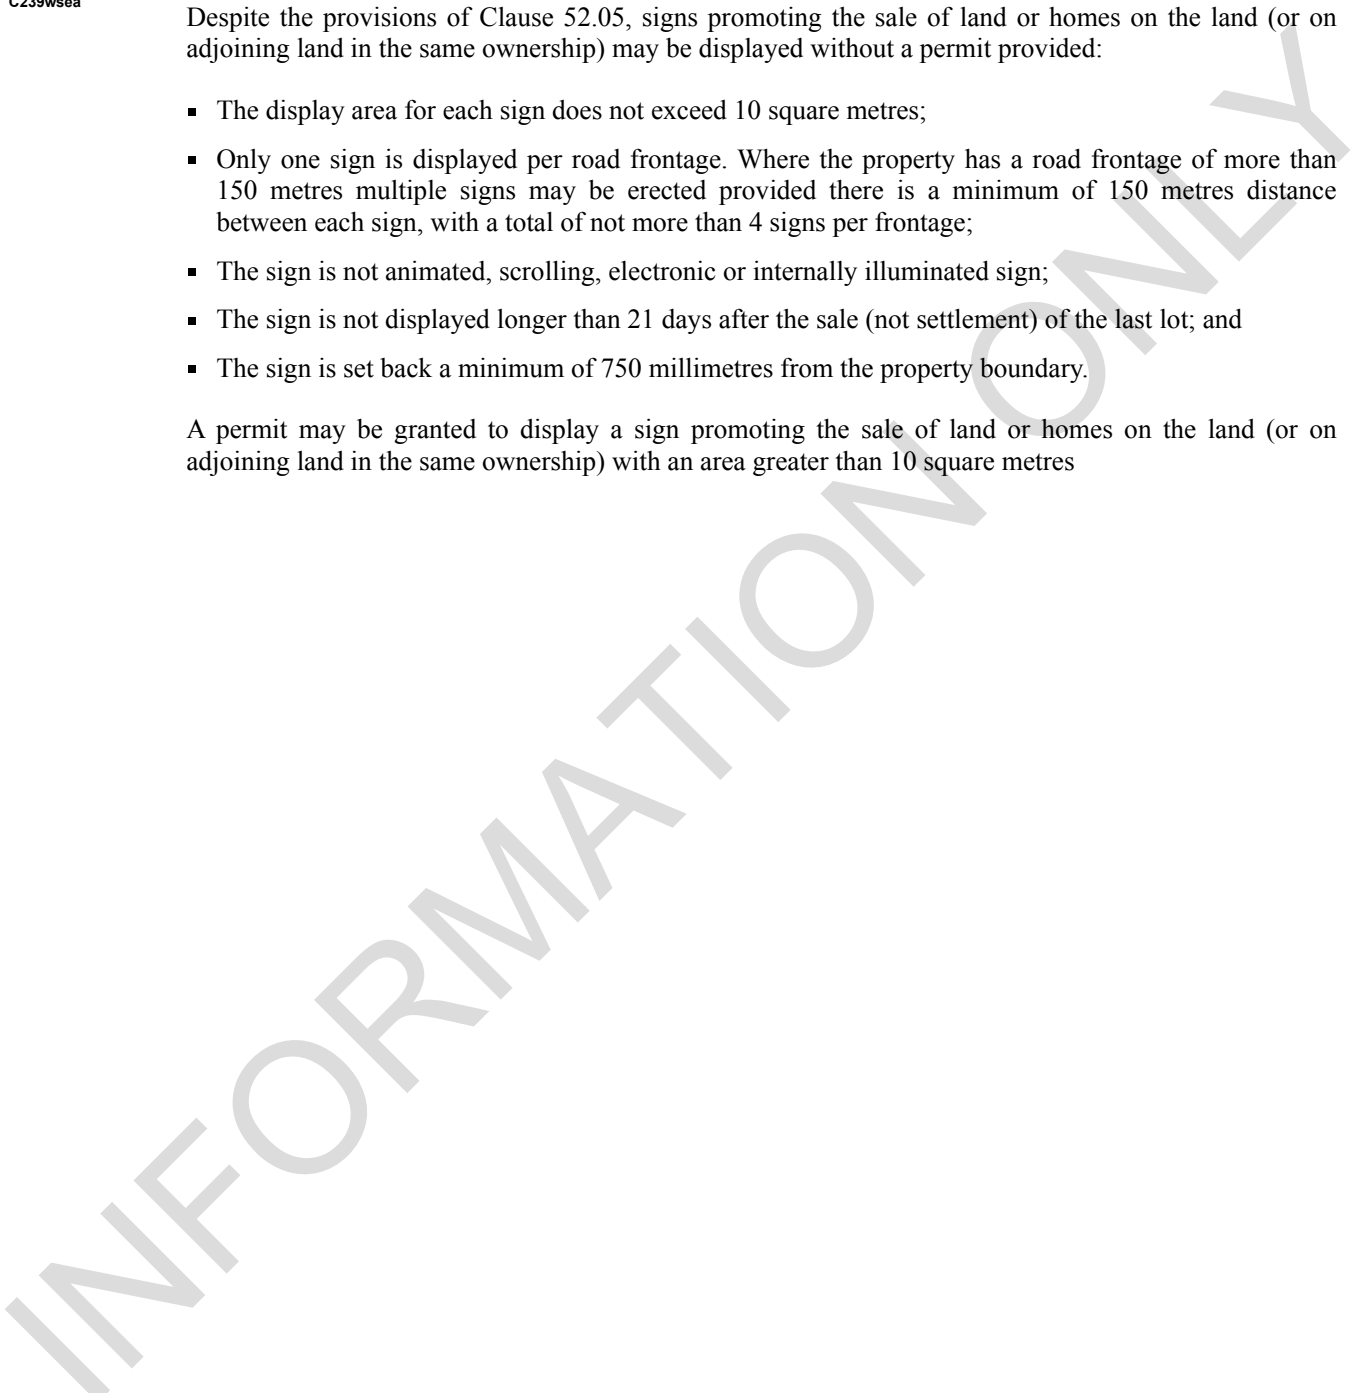 C239wsea
Despite the provisions of Clause 52.05, signs promoting the sale of land or homes on the land (or on
adjoining land in the same ownership) may be displayed without a permit provided:
▪ The display area for each sign does not exceed 10 square metres;
▪ Only one sign is displayed per road frontage. Where the property has a road frontage of more than
150 metres multiple signs may be erected provided there is a minimum of 150 metres distance
between each sign, with a total of not more than 4 signs per frontage;
▪ The sign is not animated, scrolling, electronic or internally illuminated sign;
▪ The sign is not displayed longer than 21 days after the sale (not settlement) of the last lot; and
▪ The sign is set back a minimum of 750 millimetres from the property boundary.
A permit may be granted to display a sign promoting the sale of land or homes on the land (or on
adjoining land in the same ownership) with an area greater than 10 square metres
INFORMATION ONLY